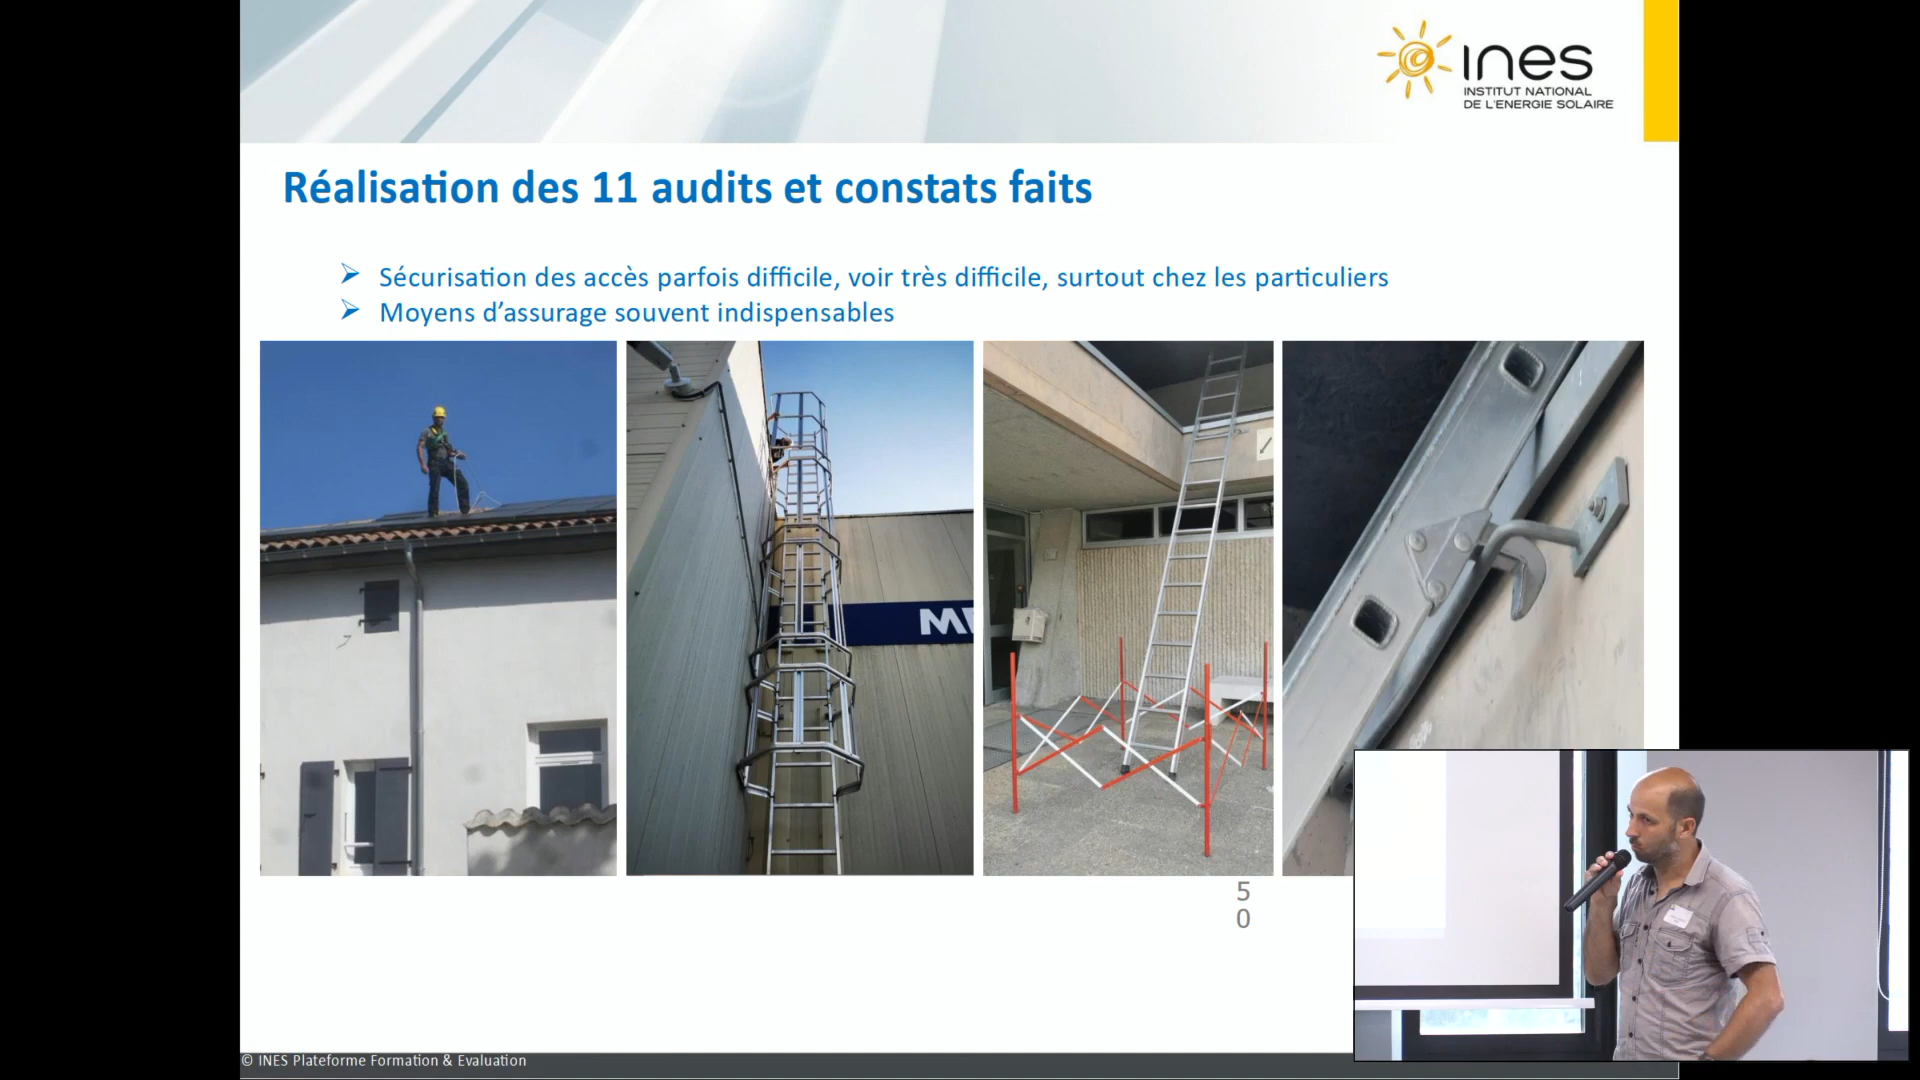 ines
INSTITUT NATIONAL
DE L'ENERGIE SOLAIRE
Réalisation des 11 audits et constats faits
Sécurisation des accès parfois difficile, voir très difficile, surtout chez les particuliers
Moyens d'assurage souvent indispensables
5
0
© INES Plateforme Formation & Evaluation